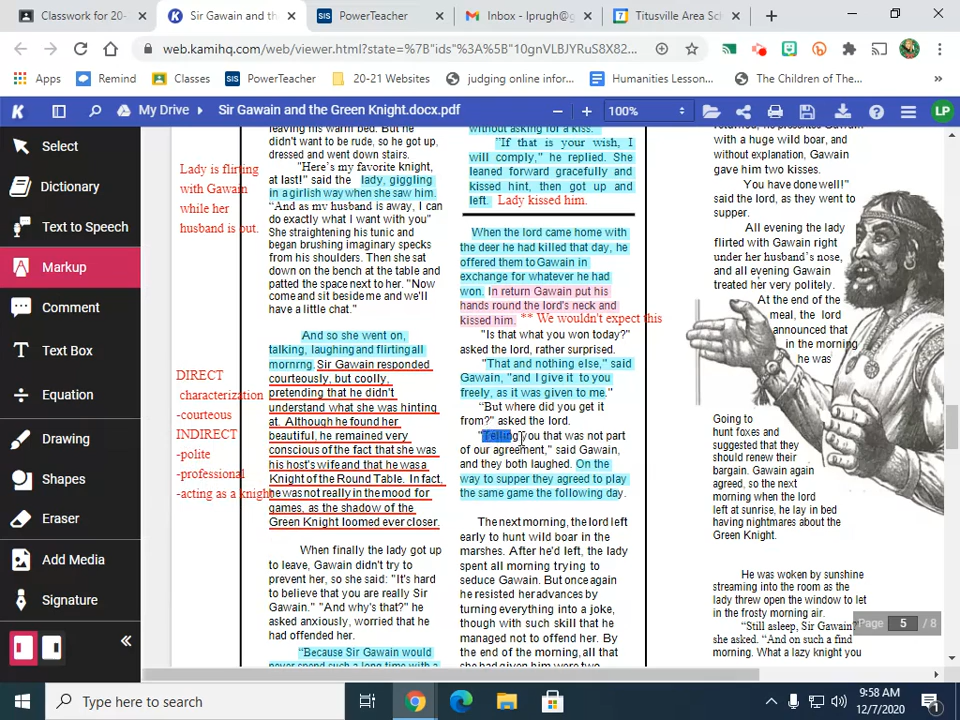 Classwork for 20-
Sir Gawain and th
PowerTeacher
Inbox - lprugh@g
Titusville Area Sc
web.kamihq.com/web/viewer.html?state=%7B"ids"%3A%5B"10gnVLBJYRuS8X82...
Apps
Remind
Classes
PowerTeacher
20-21 Websites
judging online infor...
Humanities Lesson...
The Children of The...
My Drive
Sir Gawain and the Green Knight.docx.pdf
100%
LP
Select
Dictionary
Text to Speech
Markup
Comment
Text Box
Equation
Drawing
Shapes
Eraser
Add Media
Signature
Lady is flirting
with Gawain
while her
husband is out.
DIRECT
characterization
-courteous
INDIRECT
-polite
-professional
-acting as a knight
leaving his warm bed. But he
didn't want to be rude, so he got up,
dressed and went down stairs.
"Here's my favorite knight,
at last!" said the lady, giggling
in a girlish way when she saw him.
"And as my husband is away, I can
do exactly what I want with you"
She straightening his tunic and
began brushing imaginary specks
from his shoulders. Then she sat
down on the bench at the table and
patted the space next to her. "Now
come and sit beside me and we'll
have a little chat."
And so she went on,
talking, laughing and flirting all
mornrng. Sir Gawain responded
courteously, but coolly,
pretending that he didn't
understand what she was hinting
at. Although he found her
beautiful, he remained very
conscious of the fact that she was
his host's wife and that he was a
Knight of the Round Table. In fact,
he was not really in the mood for
games, as the shadow of the
Green Knight loomed ever closer.
When finally the lady got up
to leave, Gawain didn't try to
prevent her, so she said: "It's hard
to believe that you are really Sir
Gawain." "And why's that?" he
asked anxiously, worried that he
had offended her.
"Because Sir Gawain would
never spend such a long time with a
without asking for a kiss.
"If that is your wish, I
will comply," he replied. She
leaned forward gracefully and
kissed hint, then got up and
left. Lady kissed him.
When the lord came home with
the deer he had killed that day, he
offered them to Gawain in
exchange for whatever he had
won. In return Gawain put his
hands round the lord's neck and
kissed him. ** We wouldn't expect this
"Is that what you won today?"
asked the lord, rather surprised.
"That and nothing else," said
Gawain, "and I give it to you
freely, as it was given to me."
"But where did you get it
from?" asked the lord.
"Telling you that was not part
of our agreement," said Gawain,
and they both laughed. On the
way to supper they agreed to play
the same game the following day.
The next morning, the lord left
early to hunt wild boar in the
marshes. After he'd left, the lady
spent all morning trying to
seduce Gawain. But once again
he resisted her advances by
turning everything into a joke,
though with such skill that he
managed not to offend her. By
the end of the morning, all that
she had given him were two
returned, he presented Gawain
with a huge wild boar, and
without explanation, Gawain
gave him two kisses.
You have done well!"
said the lord, as they went to
supper.
All evening the lady
flirted with Gawain right
under her husband's nose,
and all evening Gawain
treated her very politely.
At the end of the
meal, the lord
announced that
in the morning
he was
Going to
hunt foxes and
suggested that they
should renew their
bargain. Gawain again
agreed, so the next
morning when the lord
left at sunrise, he lay in bed
having nightmares about the
Green Knight.
He was woken by sunshine
streaming into the room as the
lady threw open the window to let
in the frosty morning air.
"Still asleep, Sir Gawain?"
she asked. "And on such a find
morning. What a lazy knight you
Page 5 / 8
Type here to search
9:58 AM
12/7/2020